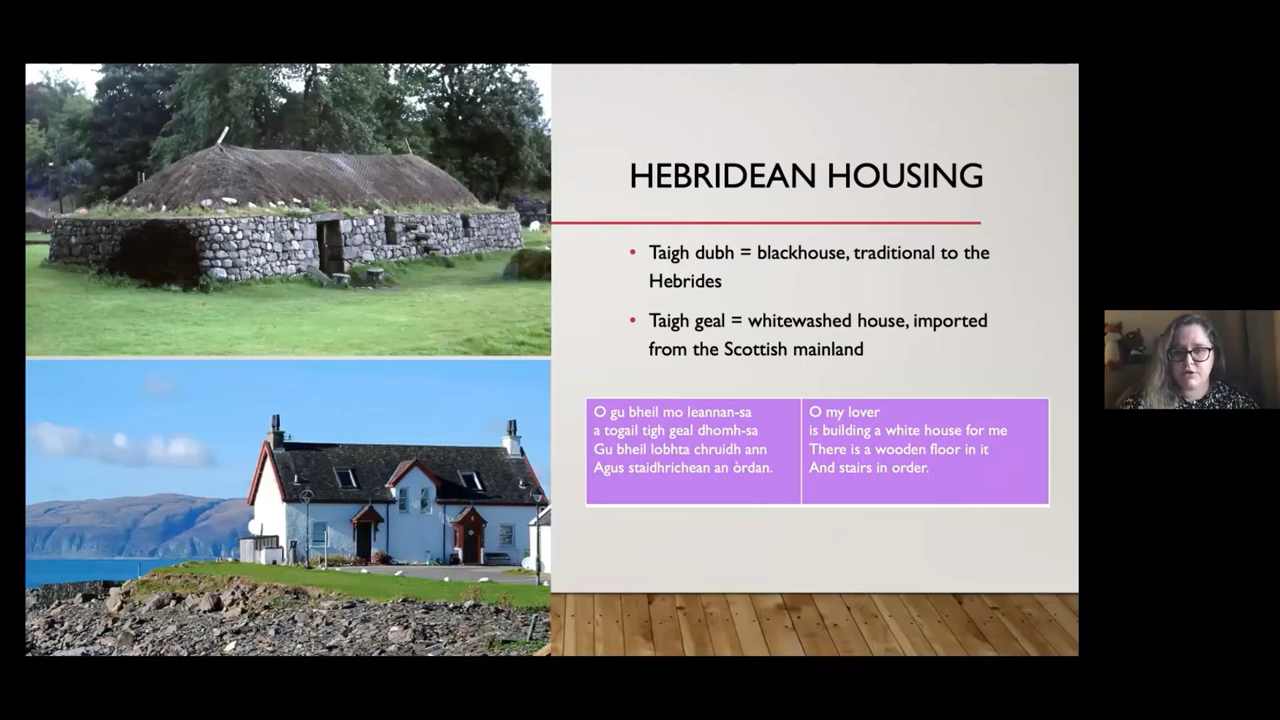 HEBRIDEAN HOUSING
Taigh dubh = blackhouse, traditional to the
Hebrides
Taigh geal = whitewashed house, imported
from the Scottish mainland
O gu bheil mo leannan-sa
a togail tigh geal dhomh-sa
Gu bheil lobhta chruidh ann
Agus staidhrichean an òrdan.
O my lover
is building a white house for me
There is a wooden floor in it
And stairs in order.